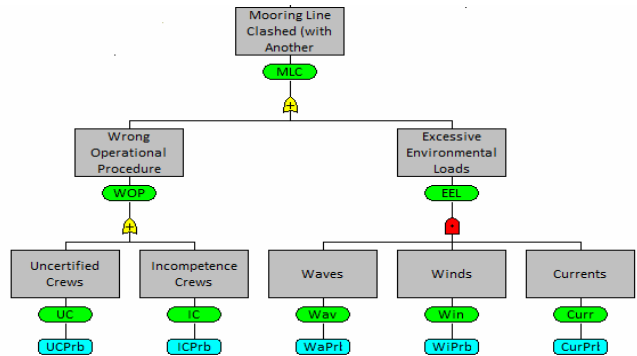 Mooring Line
Clashed (with
Another
MLC
+
Wrong
Operational
Procedure
Excessive
Environmental
Loads
WOP
EEL
+
Uncertified
Crews
Incompetence
Crews
Waves
Winds
Currents
UC
IC
Wav
Win
Curr
UCPrb
ICPrb
WaPrl
WiPrb
CurPrl